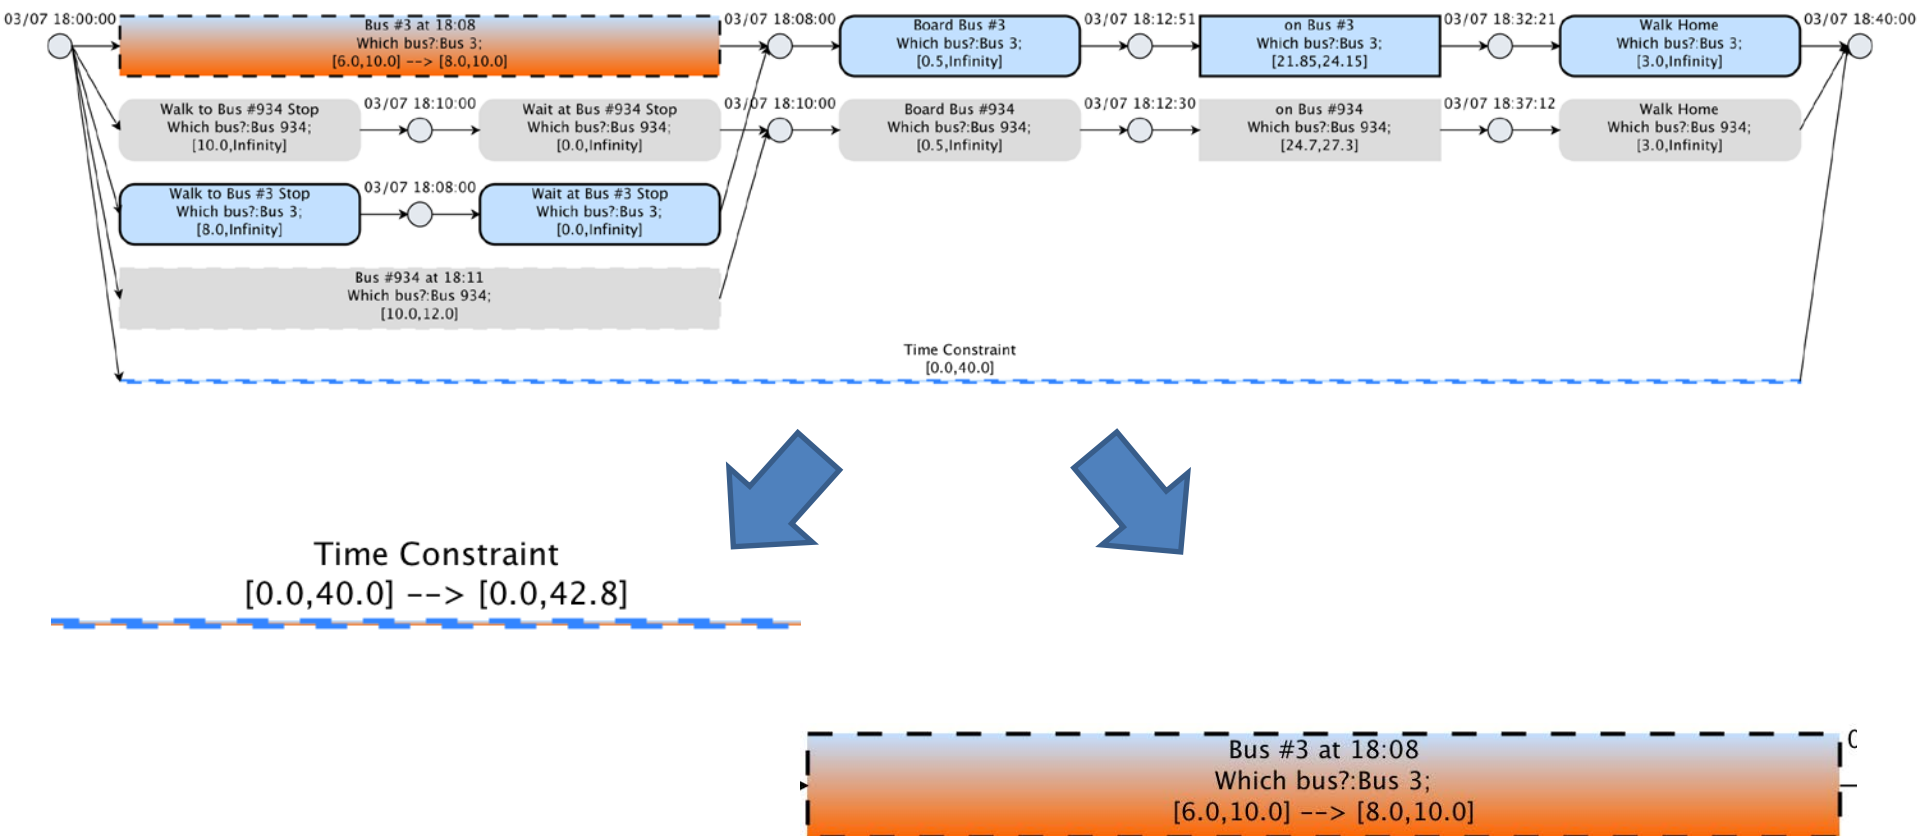 03/07 18:00:00
Bus #3 at 18:08
Which bus?:Bus 3;
[6.0,10.0] --> [8.0,10.0]
03/07 18:08:00
Board Bus #3
Which bus?:Bus 3;
[0.5,Infinity]
03/07 18:12:51
on Bus #3
Which bus?:Bus 3;
[21.85,24.15]
03/07 18:32:21
Walk Home
Which bus?:Bus 3;
[3.0,Infinity]
03/07 18:40:00
Walk to Bus #934 Stop
Which bus?:Bus 934;
[10.0,Infinity]
03/07 18:10:00
Wait at Bus #934 Stop
Which bus?:Bus 934;
[0.0,Infinity]
03/07 18:10:00
Board Bus #934
Which bus?:Bus 934;
[0.5,Infinity]
03/07 18:12:30
on Bus #934
Which bus?:Bus 934;
[24.7,27.3]
03/07 18:37:12
Walk Home
Which bus?:Bus 934;
[3.0,Infinity]
Walk to Bus #3 Stop
Which bus?:Bus 3;
[8.0,Infinity]
03/07 18:08:00
Wait at Bus #3 Stop
Which bus?:Bus 3;
[0.0,Infinity]
Bus #934 at 18:11
Which bus?:Bus 934;
[10.0,12.0]
Time Constraint
[0.0,40.0]
Time Constraint
[0.0,40.0] --> [0.0,42.8]
Bus #3 at 18:08
Which bus?:Bus 3;
[6.0,10.0] --> [8.0,10.0]